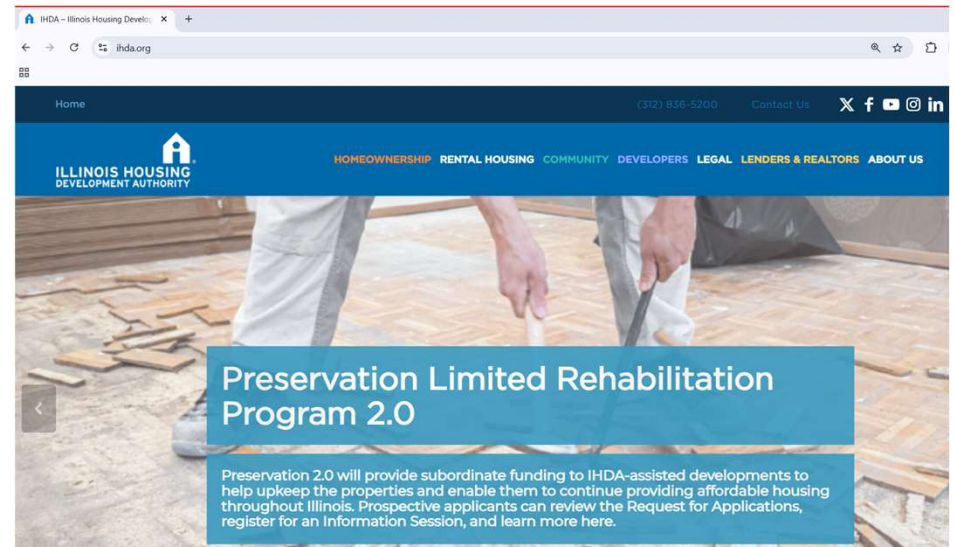 IHDA – Illinois Housing Develop
ihda.org
Home (312) 836-5200 Contact Us
ILLINOIS HOUSING
DEVELOPMENT AUTHORITY
HOMEOWNERSHIP RENTAL HOUSING COMMUNITY DEVELOPERS LEGAL LENDERS & REALTORS ABOUT US
Preservation Limited Rehabilitation
Program 2.0
Preservation 2.0 will provide subordinate funding to IHDA-assisted developments to
help upkeep the properties and enable them to continue providing affordable housing
throughout Illinois. Prospective applicants can review the Request for Applications,
register for an Information Session, and learn more here.